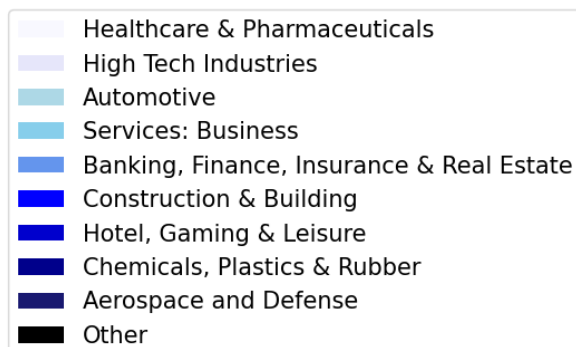 Healthcare & Pharmaceuticals
High Tech Industries
Automotive
Services: Business
Banking, Finance, Insurance & Real Estate
Construction & Building
Hotel, Gaming & Leisure
Chemicals, Plastics & Rubber
Aerospace and Defense
Other